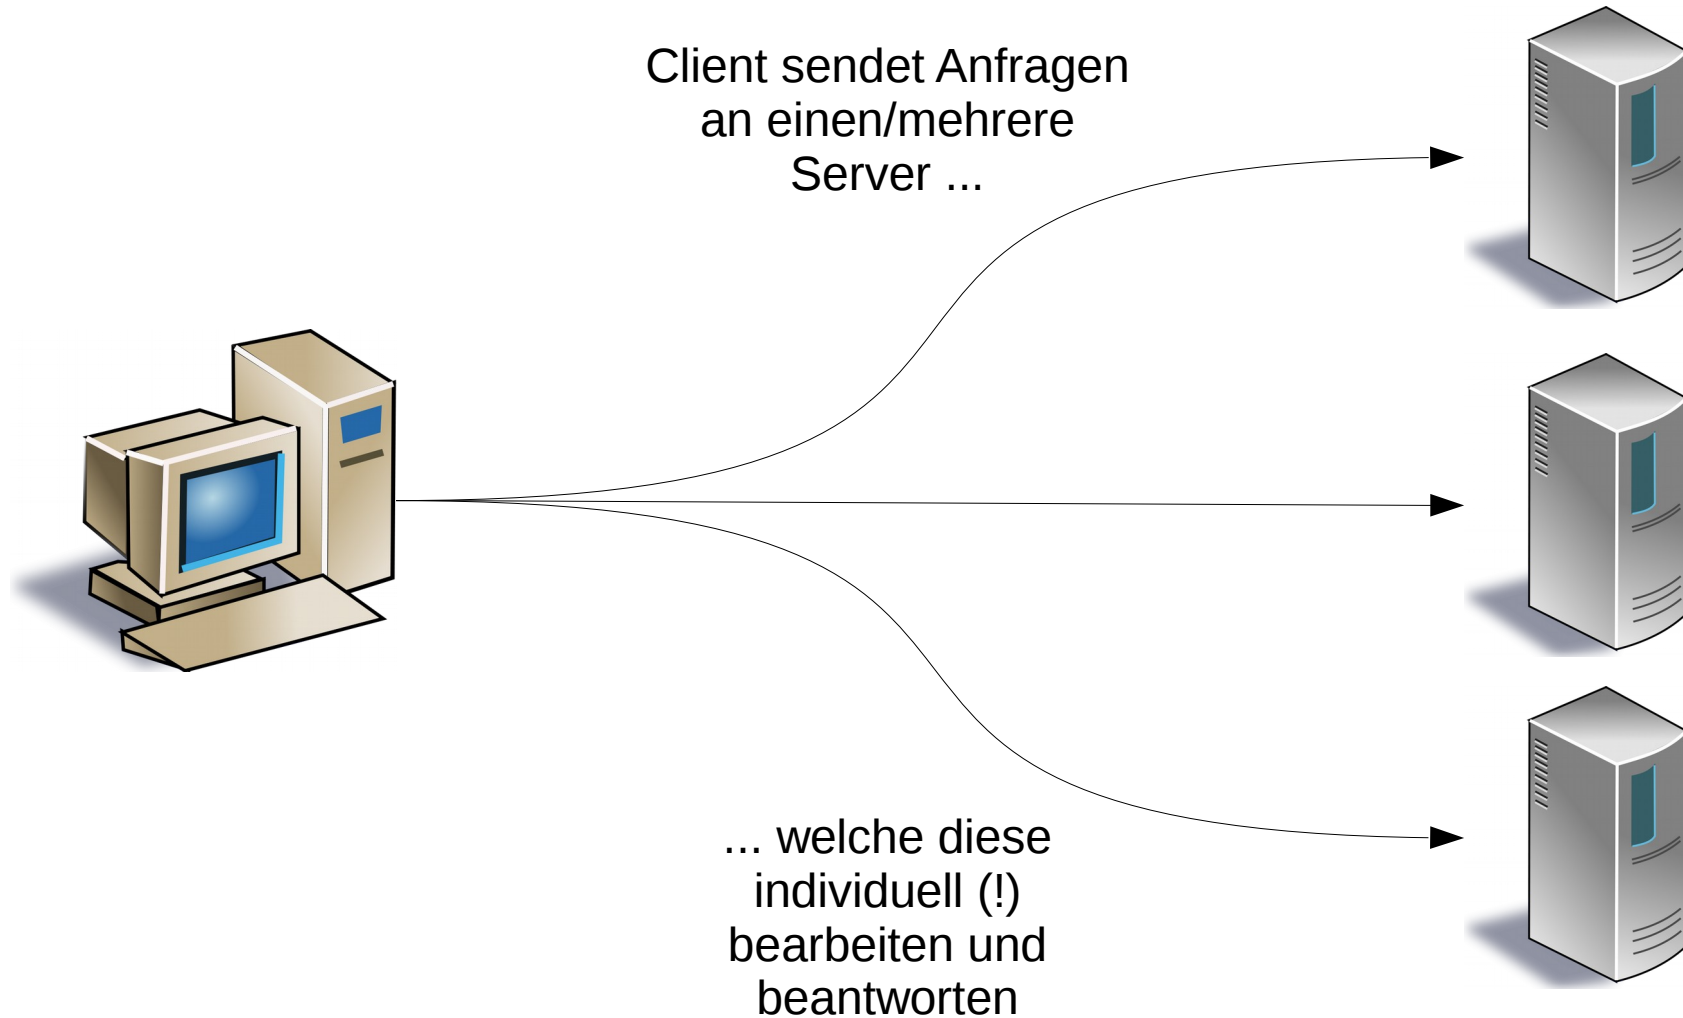 Client sendet Anfragen
an einen/mehrere
Server ...
... welche diese
individuell (!)
bearbeiten und
beantworten